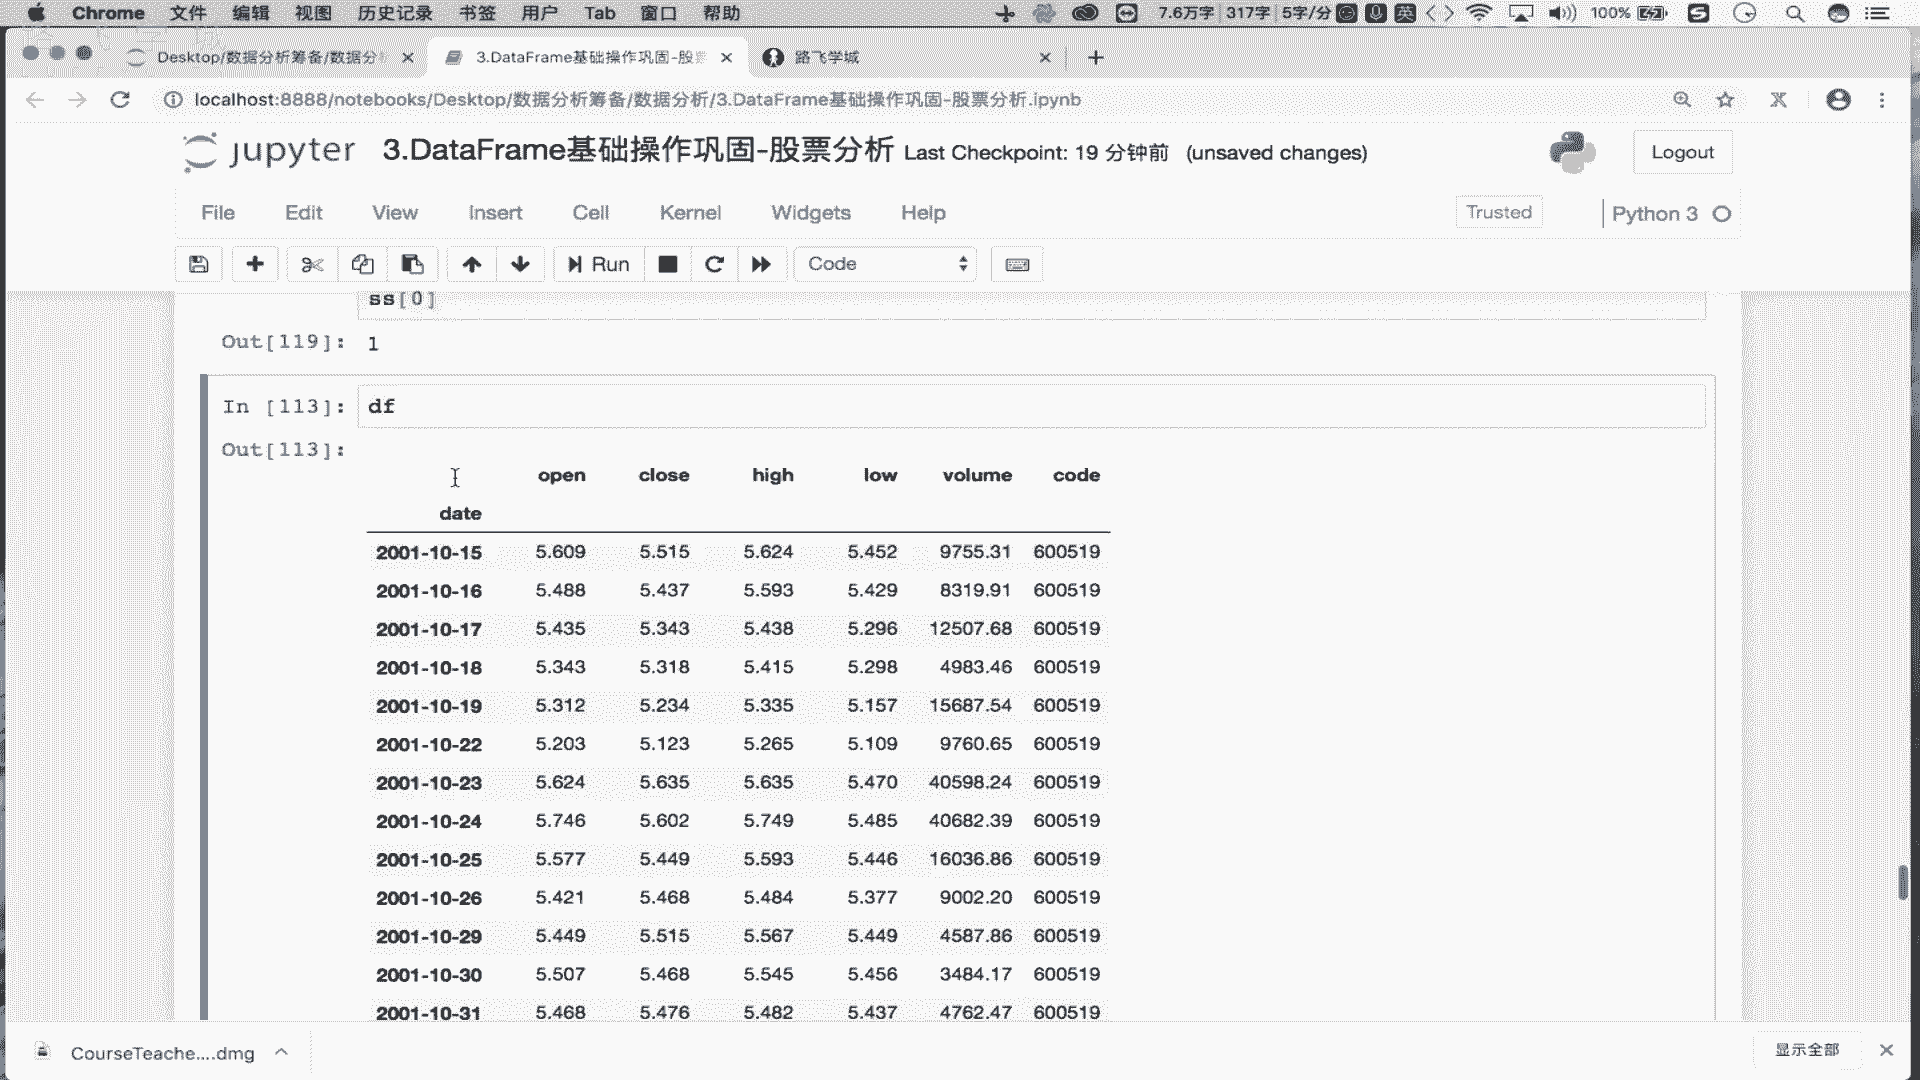 Chrome 文件 编辑 视图 历史记录 书签 用户 Tab 窗口 帮助 7.6万字 317字 5字/分 英 100%
Desktop/数据分析筹备/数据分 3.DataFrame基础操作巩固-股 路飞学城
localhost:8888/notebooks/Desktop/数据分析筹备/数据分析/3.DataFrame基础操作巩固-股票分析.ipynb
jupyter 3.DataFrame基础操作巩固-股票分析 Last Checkpoint: 19 分钟前 (unsaved changes) Logout
File Edit View Insert Cell Kernel Widgets Help Trusted Python 3
Run Code
ss[0]
Out[119]: 1
In [113]: df
Out[113]:
open close high low volume code
date
2001-10-15 5.609 5.515 5.624 5.452 9755.31 600519
2001-10-16 5.488 5.437 5.593 5.429 8319.91 600519
2001-10-17 5.435 5.343 5.438 5.296 12507.68 600519
2001-10-18 5.343 5.318 5.415 5.298 4983.46 600519
2001-10-19 5.312 5.234 5.335 5.157 15687.54 600519
2001-10-22 5.203 5.123 5.265 5.109 9760.65 600519
2001-10-23 5.624 5.635 5.635 5.470 40598.24 600519
2001-10-24 5.746 5.602 5.749 5.485 40682.39 600519
2001-10-25 5.577 5.449 5.593 5.446 16036.86 600519
2001-10-26 5.421 5.468 5.484 5.377 9002.20 600519
2001-10-29 5.449 5.515 5.567 5.449 4587.86 600519
2001-10-30 5.507 5.468 5.545 5.456 3484.17 600519
2001-10-31 5.468 5.476 5.482 5.437 4762.47 600519
CourseTeache....dmg 显示全部